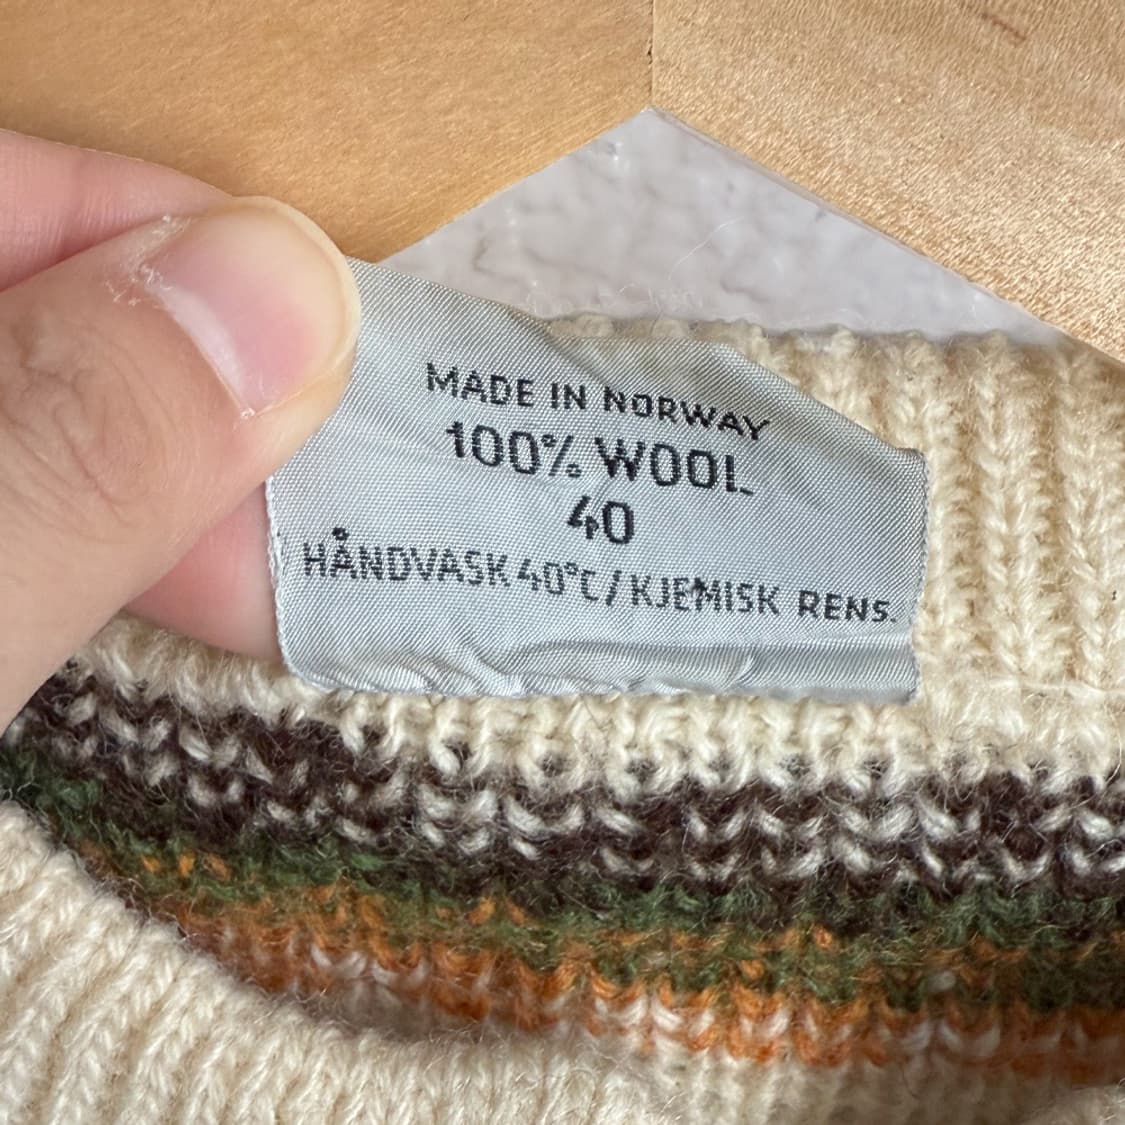 MADE IN NORWAY
100% WOOL
40
HÅNDVASK 40°C/KJEMISK RENS.